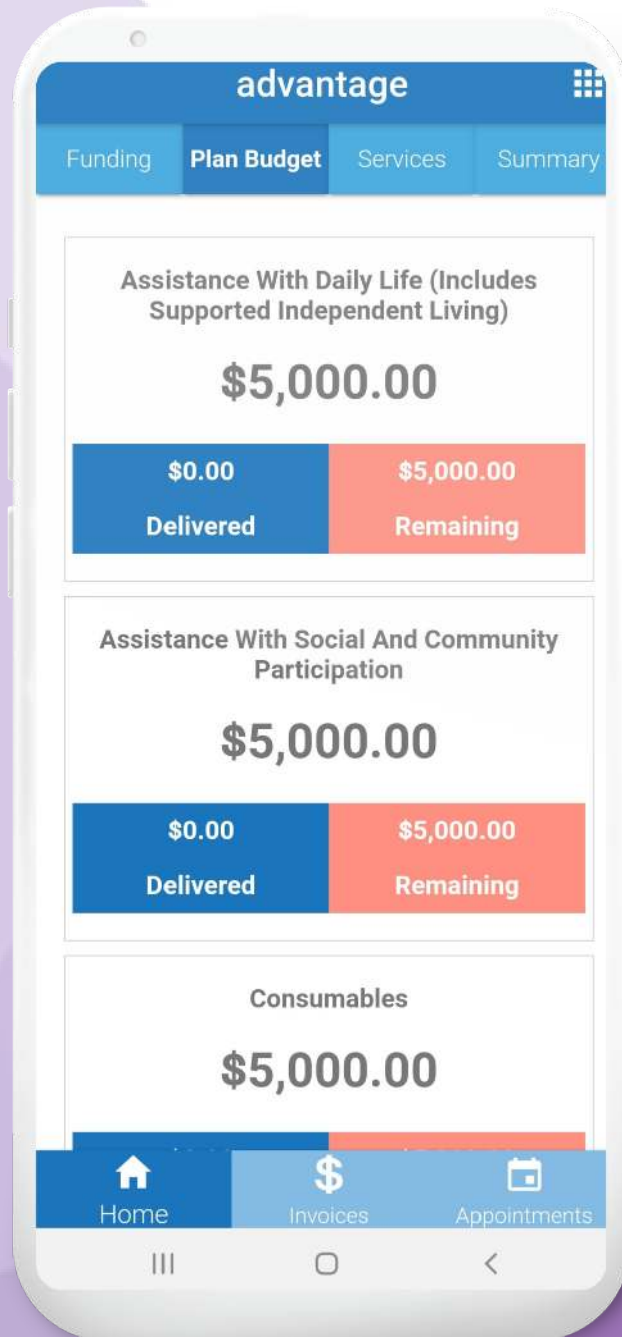 advantage
Funding Plan Budget Services Summary
Assistance With Daily Life (Includes
Supported Independent Living)
$5,000.00
$0.00 $5,000.00
Delivered Remaining
Assistance With Social And Community
Participation
$5,000.00
$0.00 $5,000.00
Delivered Remaining
Consumables
$5,000.00
Home Invoices Appointments